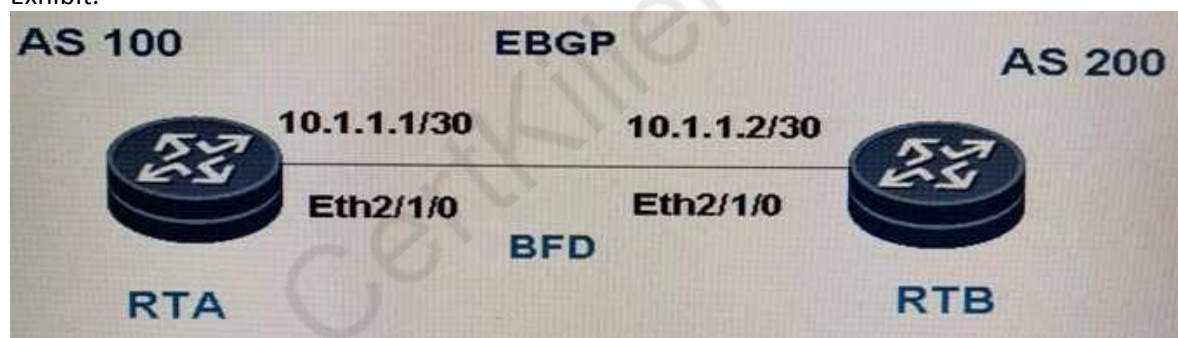 AS 100
EBGP
AS 200
10.1.1.1/30
10.1.1.2/30
Eth2/1/0
Eth2/1/0
BFD
RTA
RTB